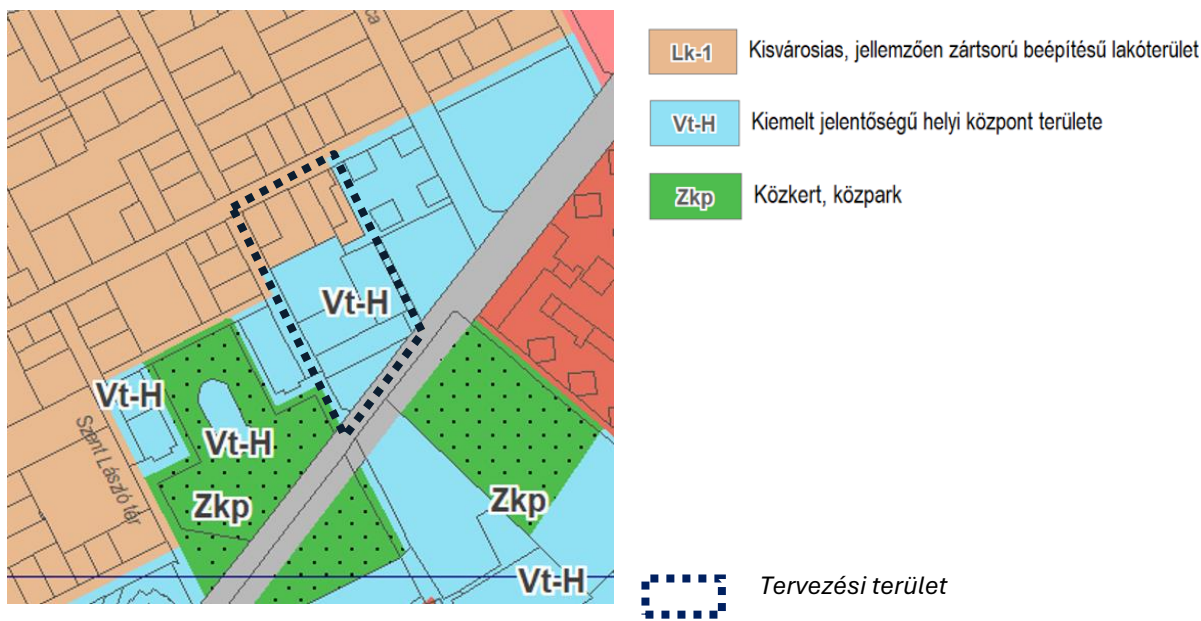 ca
Vt-H
Vt-H
Vt-H
Szent László tér
Zkp
Zkp
Vt-H
Lk-1 Kisvárosias, jellemzően zártsorú beépítésű lakóterület
Vt-H Kiemelt jelentőségű helyi központ területe
Zkp Közkert, közpark
Tervezési terület